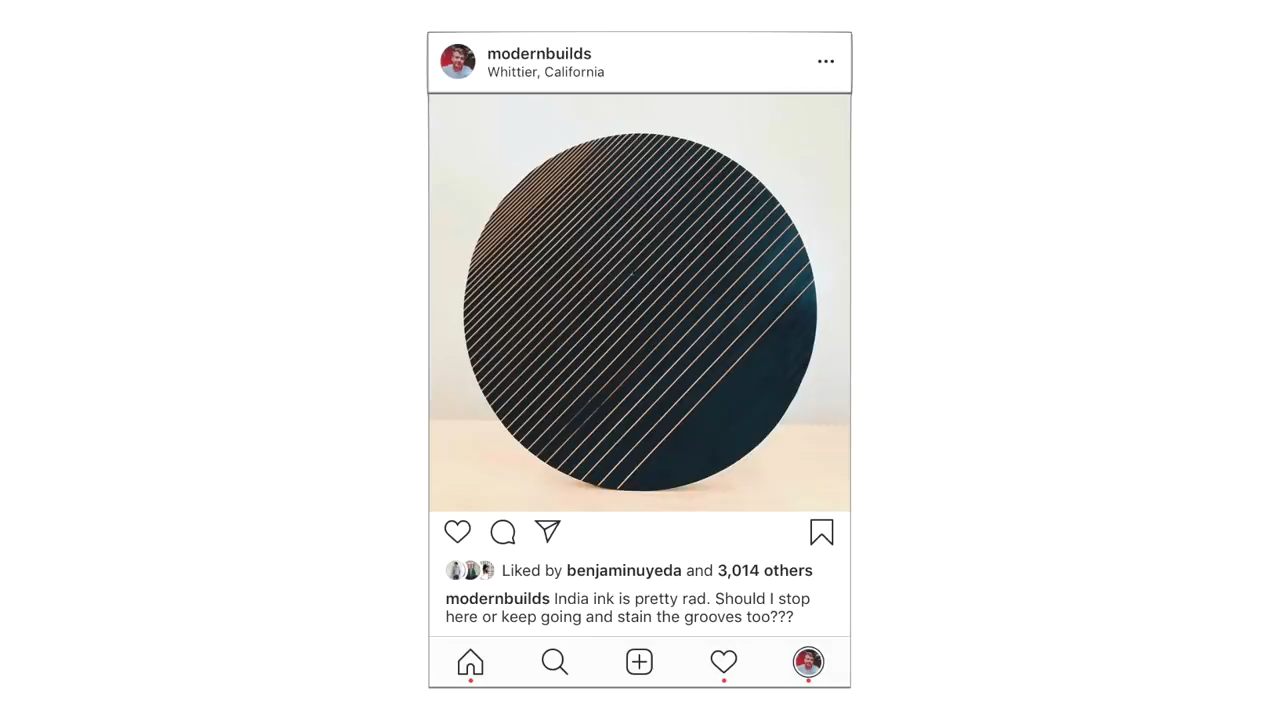 modernbuilds
Whittier, California
Liked by benjaminuyeda and 3,014 others
modernbuilds India ink is pretty rad. Should I stop
here or keep going and stain the grooves too???